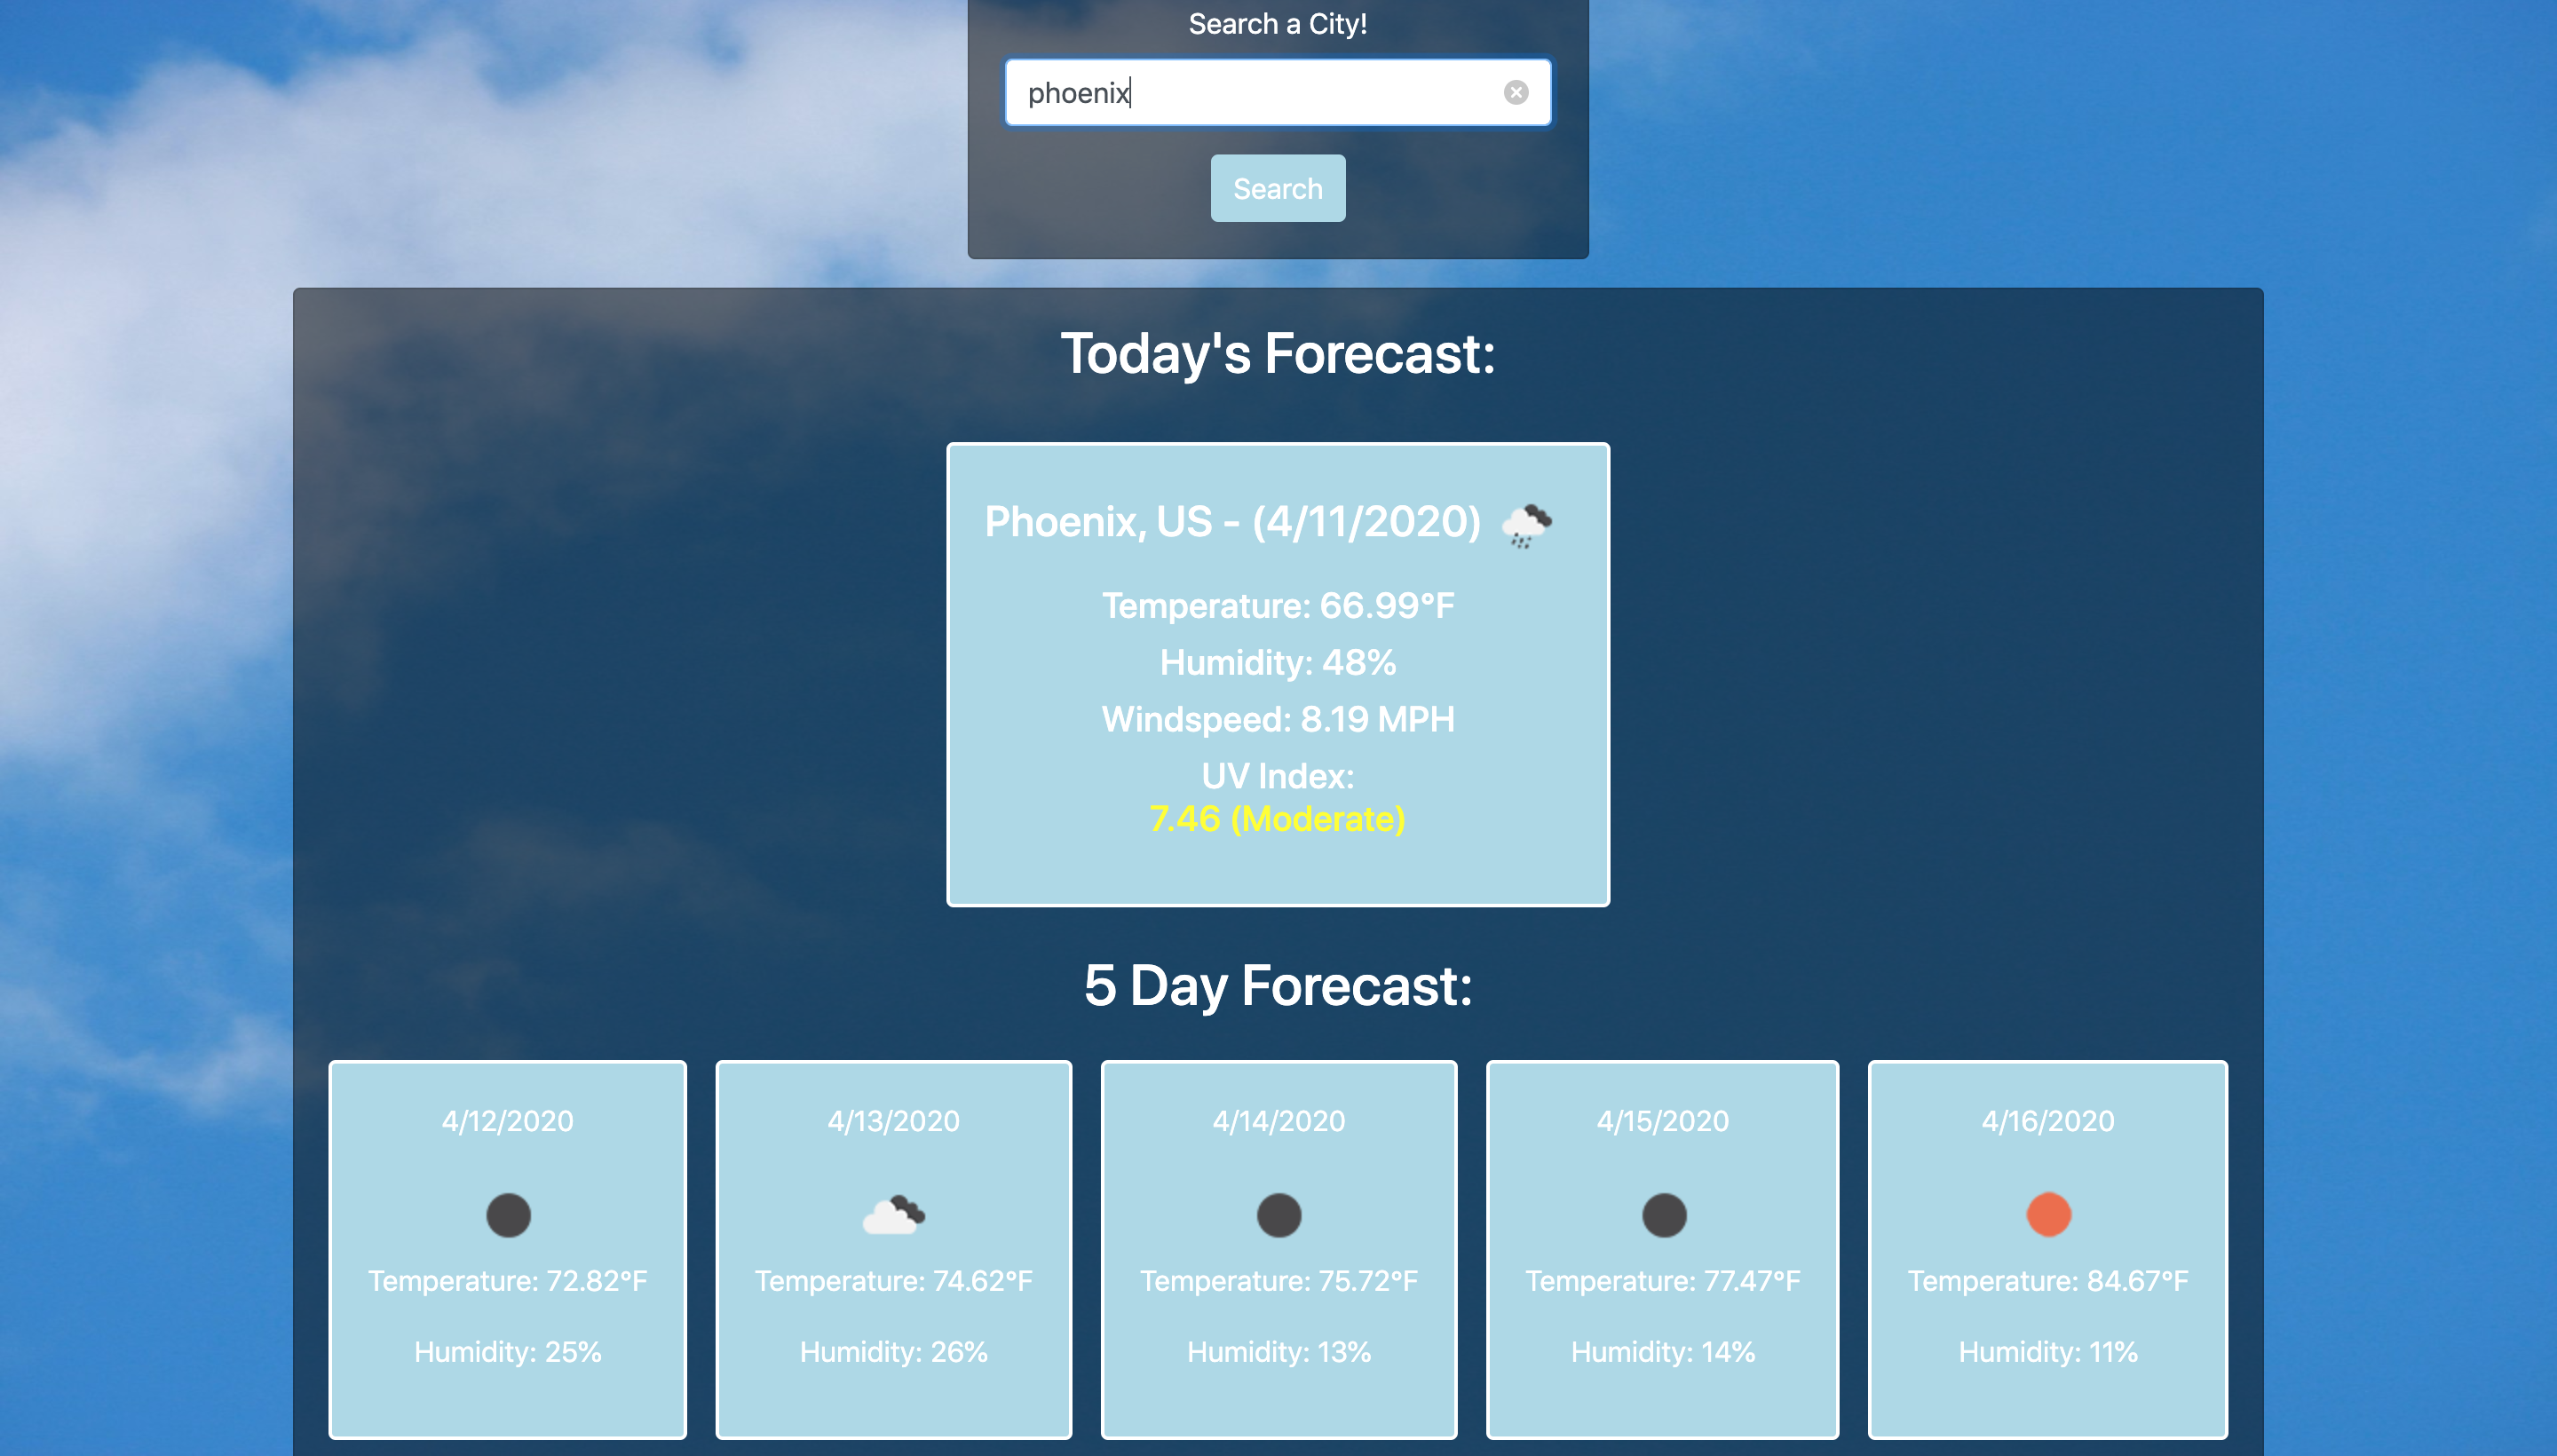 Search a City!
phoenix
Search
Today's Forecast:
Phoenix, US - (4/11/2020)
Temperature: 66.99°F
Humidity: 48%
Windspeed: 8.19 MPH
UV Index:
7.46 (Moderate)
5 Day Forecast:
4/12/2020
Temperature: 72.82°F
Humidity: 25%
4/13/2020
Temperature: 74.62°F
Humidity: 26%
4/14/2020
Temperature: 75.72°F
Humidity: 13%
4/15/2020
Temperature: 77.47°F
Humidity: 14%
4/16/2020
Temperature: 84.67°F
Humidity: 11%